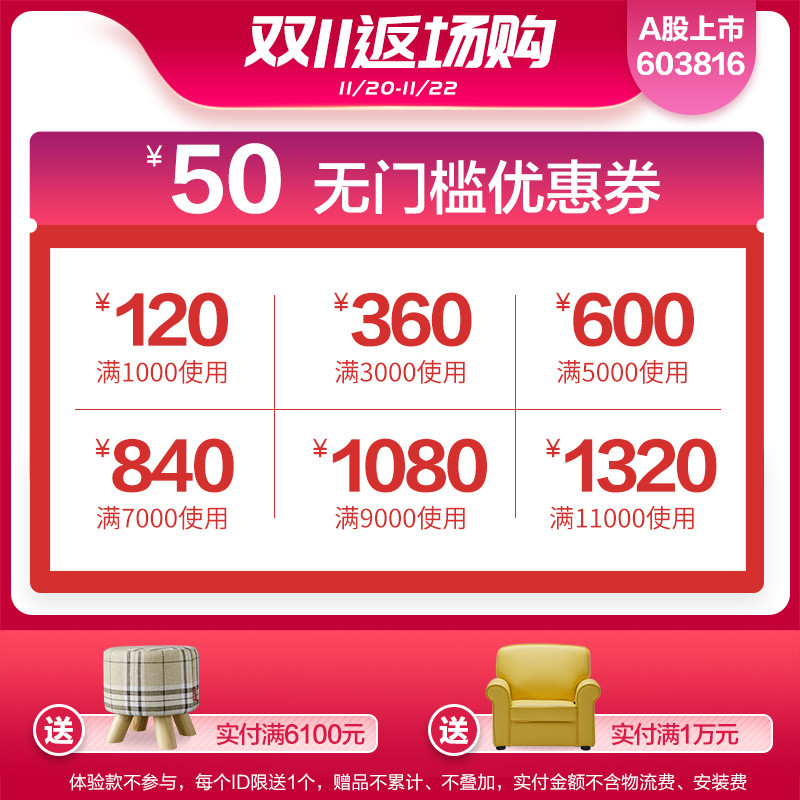 双11返场购
11/20-11/22
A股上市
603816
¥50 无门槛优惠券
¥120 ¥360 ¥600
满1000使用 满3000使用 满5000使用
¥840 ¥1080 ¥1320
满7000使用 满9000使用 满11000使用
送 实付满6100元 送 实付满1万元
体验款不参与，每个ID限送1个，赠品不累计、不叠加，实付金额不含物流费、安装费